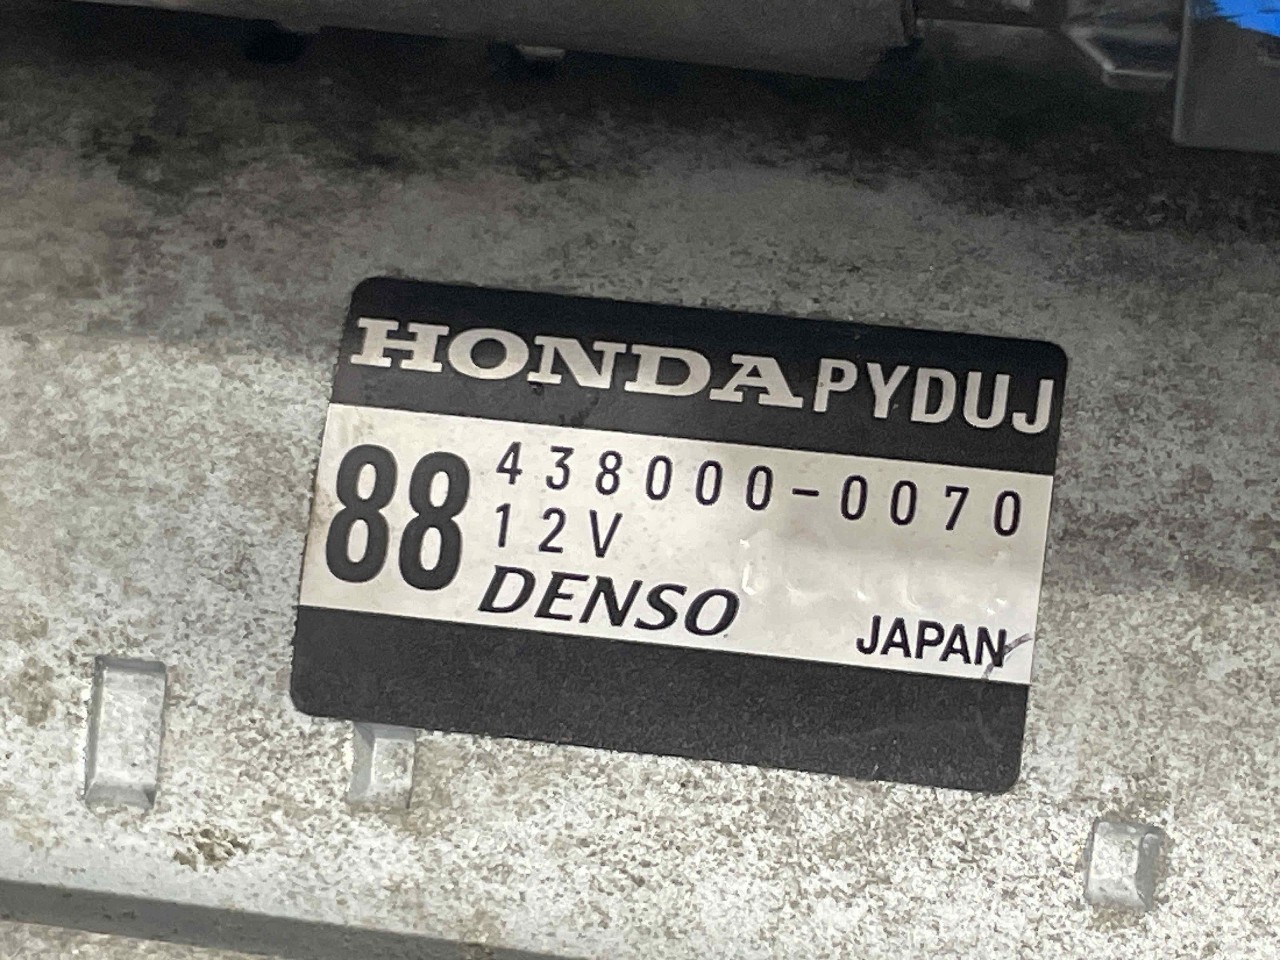 HONDA PYDUJ
88
438000-0070
12V
DENSO
JAPAN